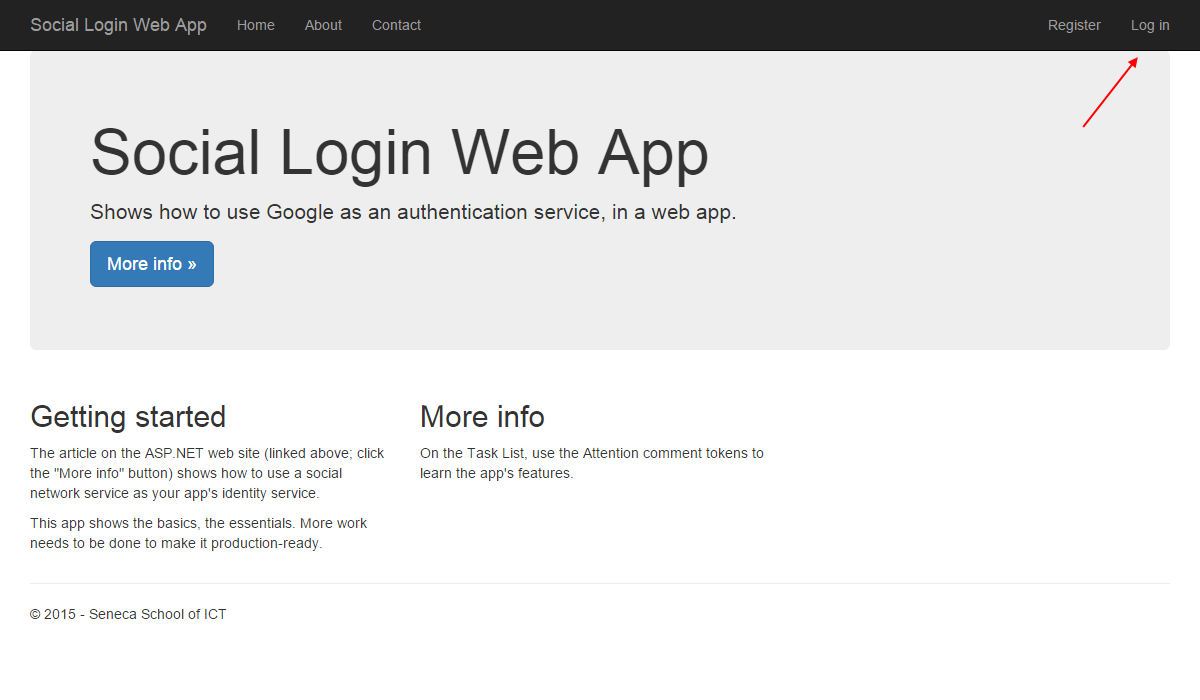 Social Login Web App Home About Contact Register Log in
Social Login Web App
Shows how to use Google as an authentication service, in a web app.
More info »
Getting started
The article on the ASP.NET web site (linked above; click
the "More info" button) shows how to use a social
network service as your app's identity service.
This app shows the basics, the essentials. More work
needs to be done to make it production-ready.
More info
On the Task List, use the Attention comment tokens to
learn the app's features.
© 2015 - Seneca School of ICT